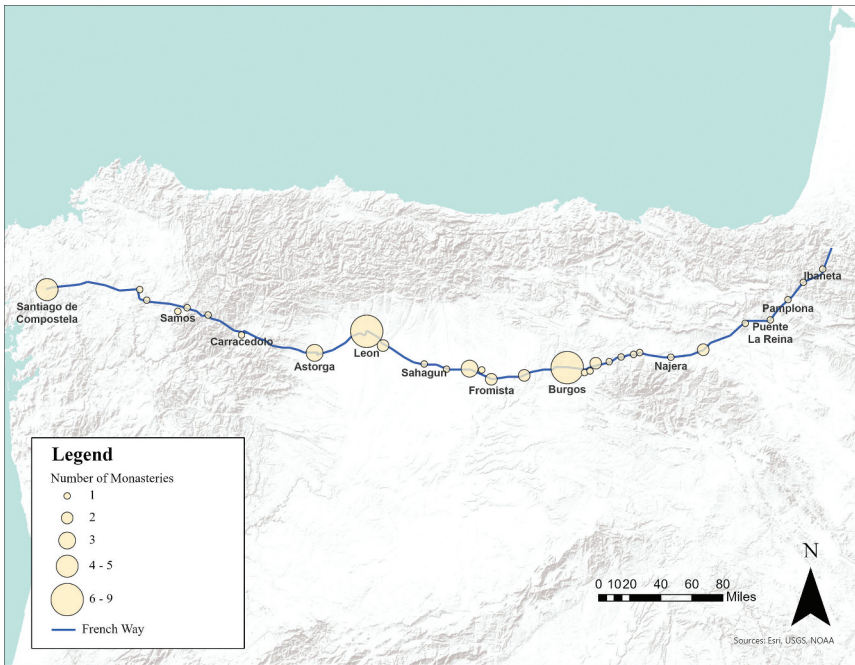 Ibañeta
Santiago de
Compostela
Pamplona
Samos
Puente
La Reina
Carracedolo
Leon
Astorga
Sahagun
Najera
Fromista
Burgos
Legend
Number of Monasteries
1
2
3
4 - 5
6 - 9
French Way
N
0 10 20 40 60 80
Miles
Sources: Esri, USGS, NOAA